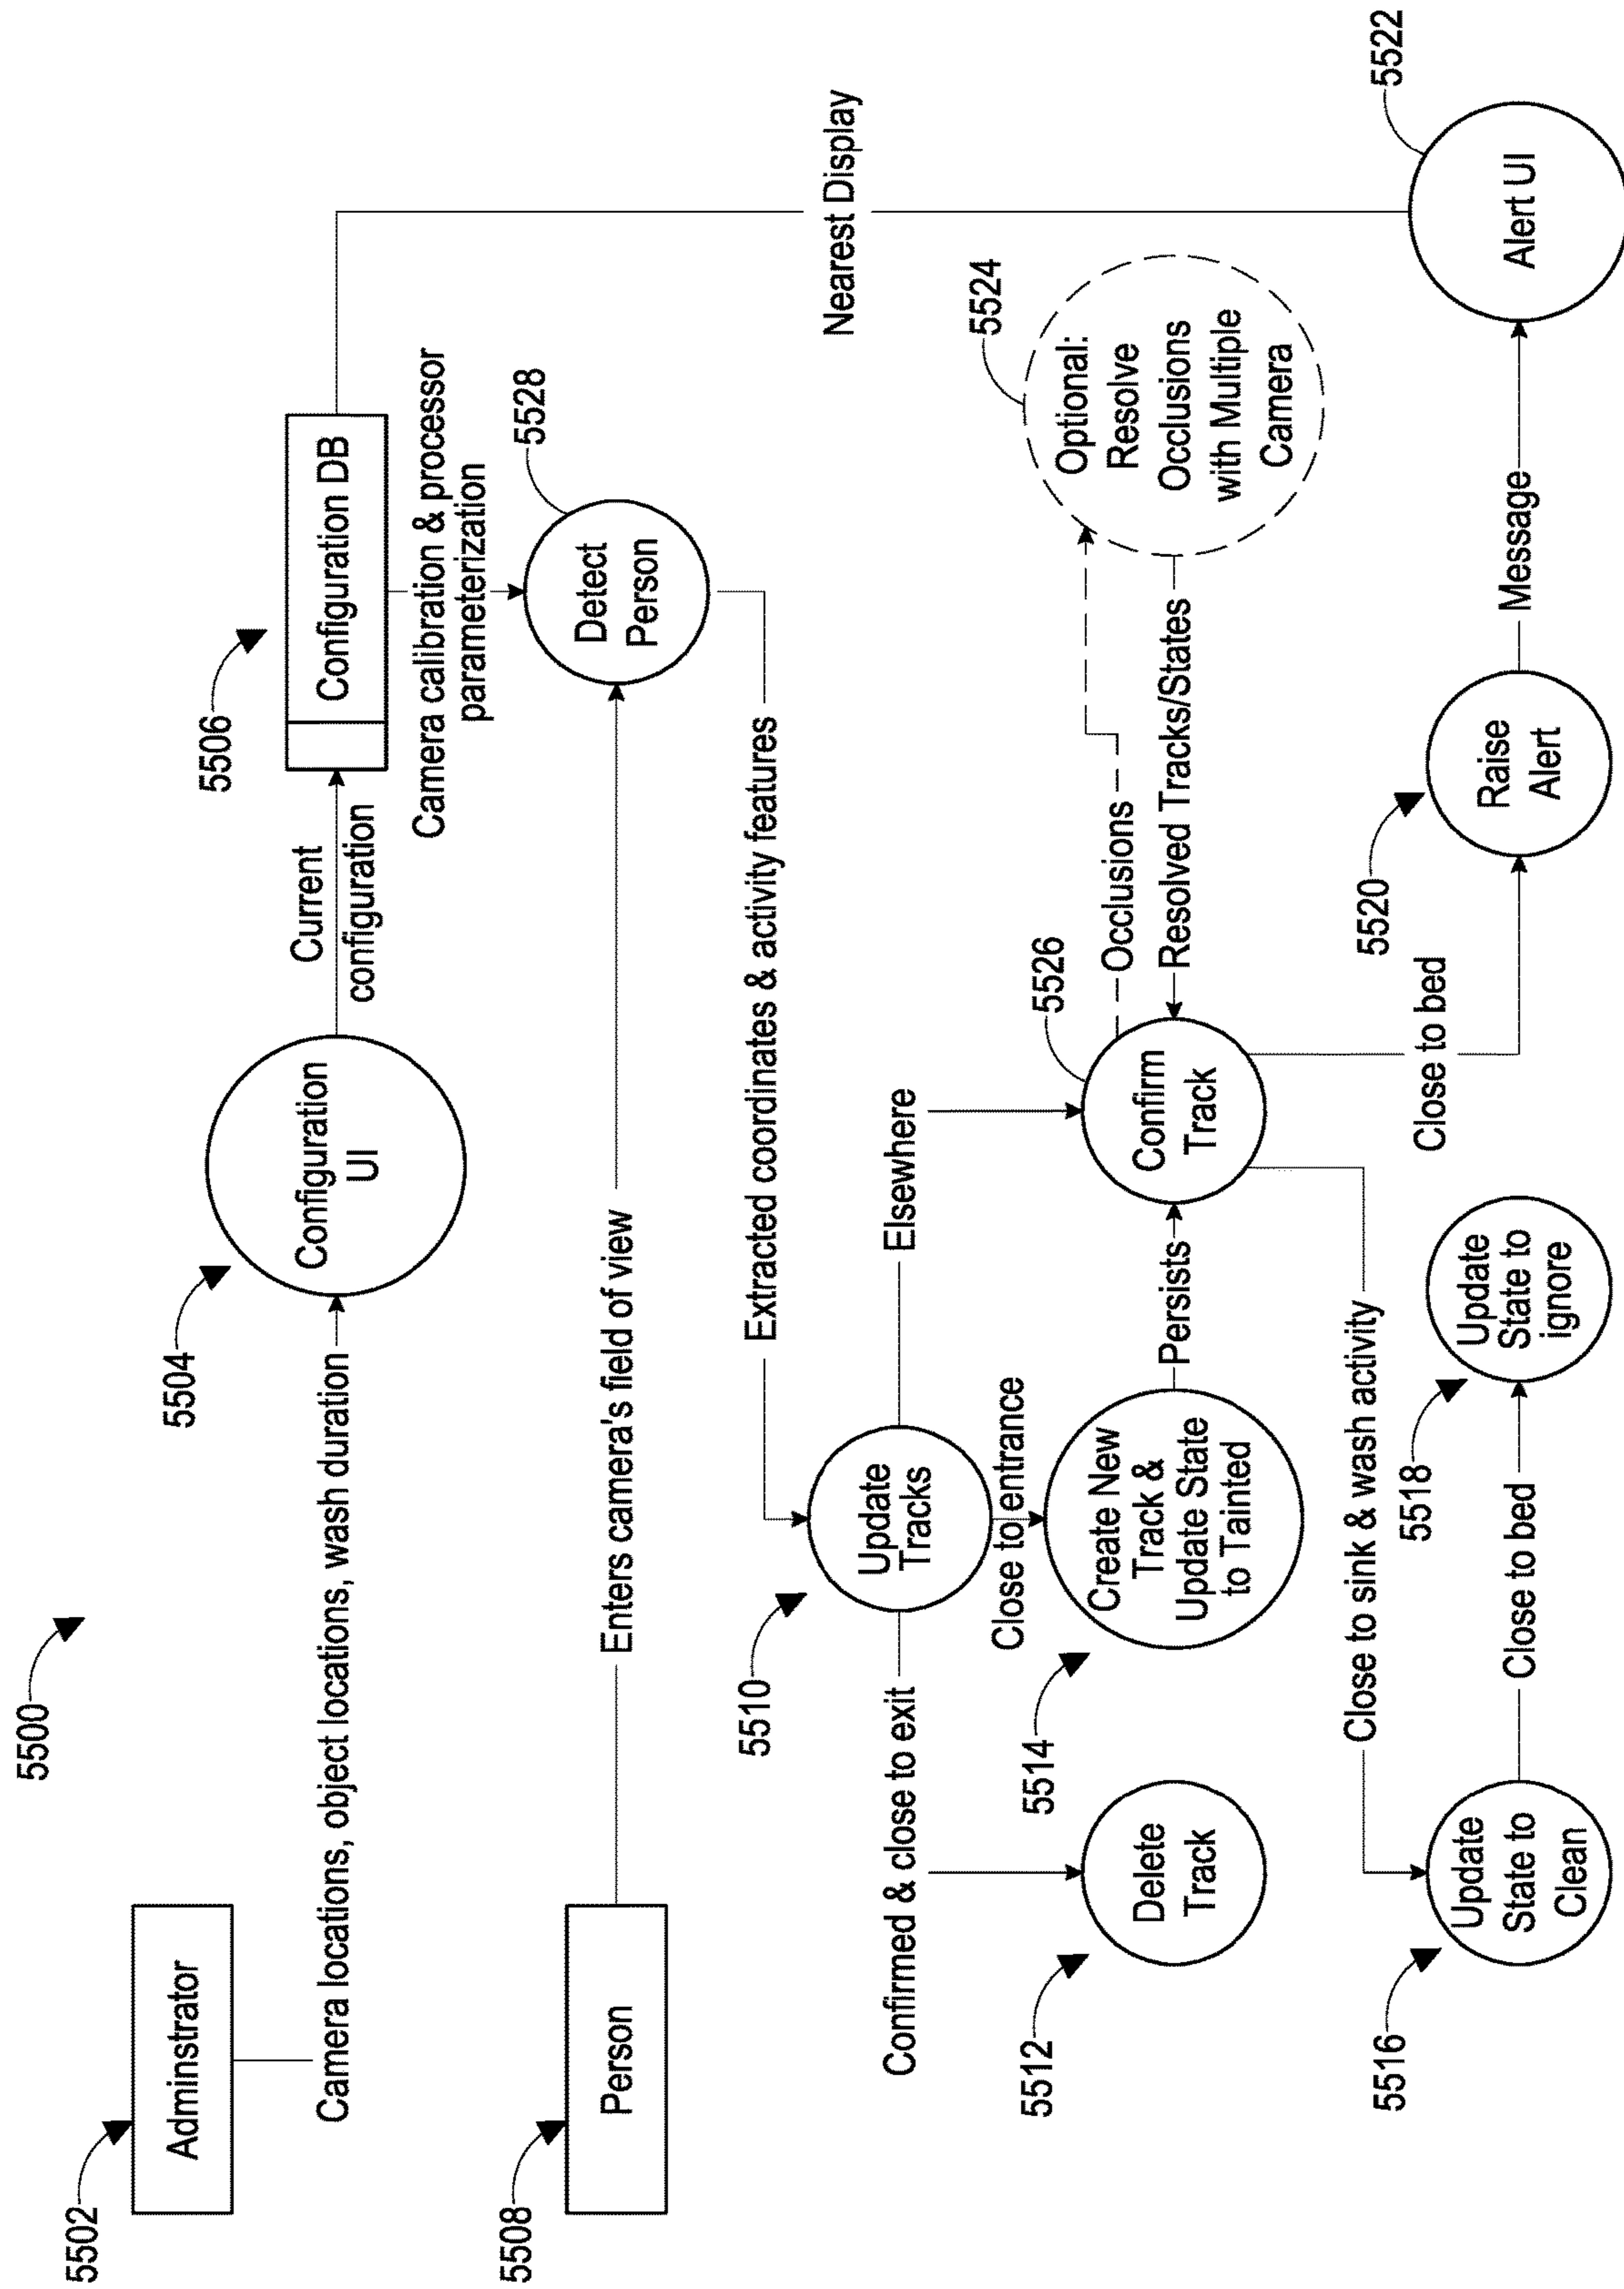 5500
5502
Adminstrator
Camera locations, object locations, wash duration
5504
Configuration
UI
Current
configuration
5506
Configuration DB
Camera calibration & processor
parameterization
5508
Person
Enters camera's field of view
5528
Detect
Person
Nearest Display
Extracted coordinates & activity features
5510
Update
Tracks
Confirmed & close to exit
Close to entrance
Elsewhere
5512
Delete
Track
5514
Create New
Track &
Update State
to Tainted
Persists
5526
Confirm
Track
Occlusions
Resolved Tracks/States
5524
Optional:
Resolve
Occlusions
with Multiple
Camera
Close to sink & wash activity
Close to bed
5516
Update
State to
Clean
Close to bed
5518
Update
State to
ignore
5520
Raise
Alert
Message
5522
Alert UI